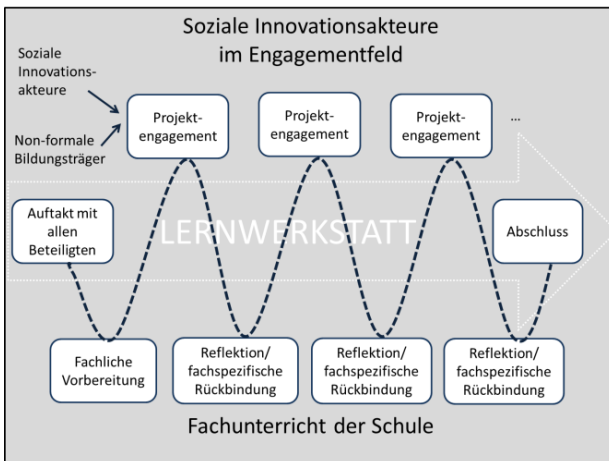 Soziale Innovationsakteure
im Engagementfeld
Soziale
Innovations-
akteure
Non-formale
Bildungsträger
Projekt-
engagement
Projekt-
engagement
Projekt-
engagement
...
Auftakt mit
allen
Beteiligten
LERNWERKSTATT
Abschluss
Fachliche
Vorbereitung
Reflektion/
fachspezifische
Rückbindung
Reflektion/
fachspezifische
Rückbindung
Reflektion/
fachspezifische
Rückbindung
Fachunterricht der Schule